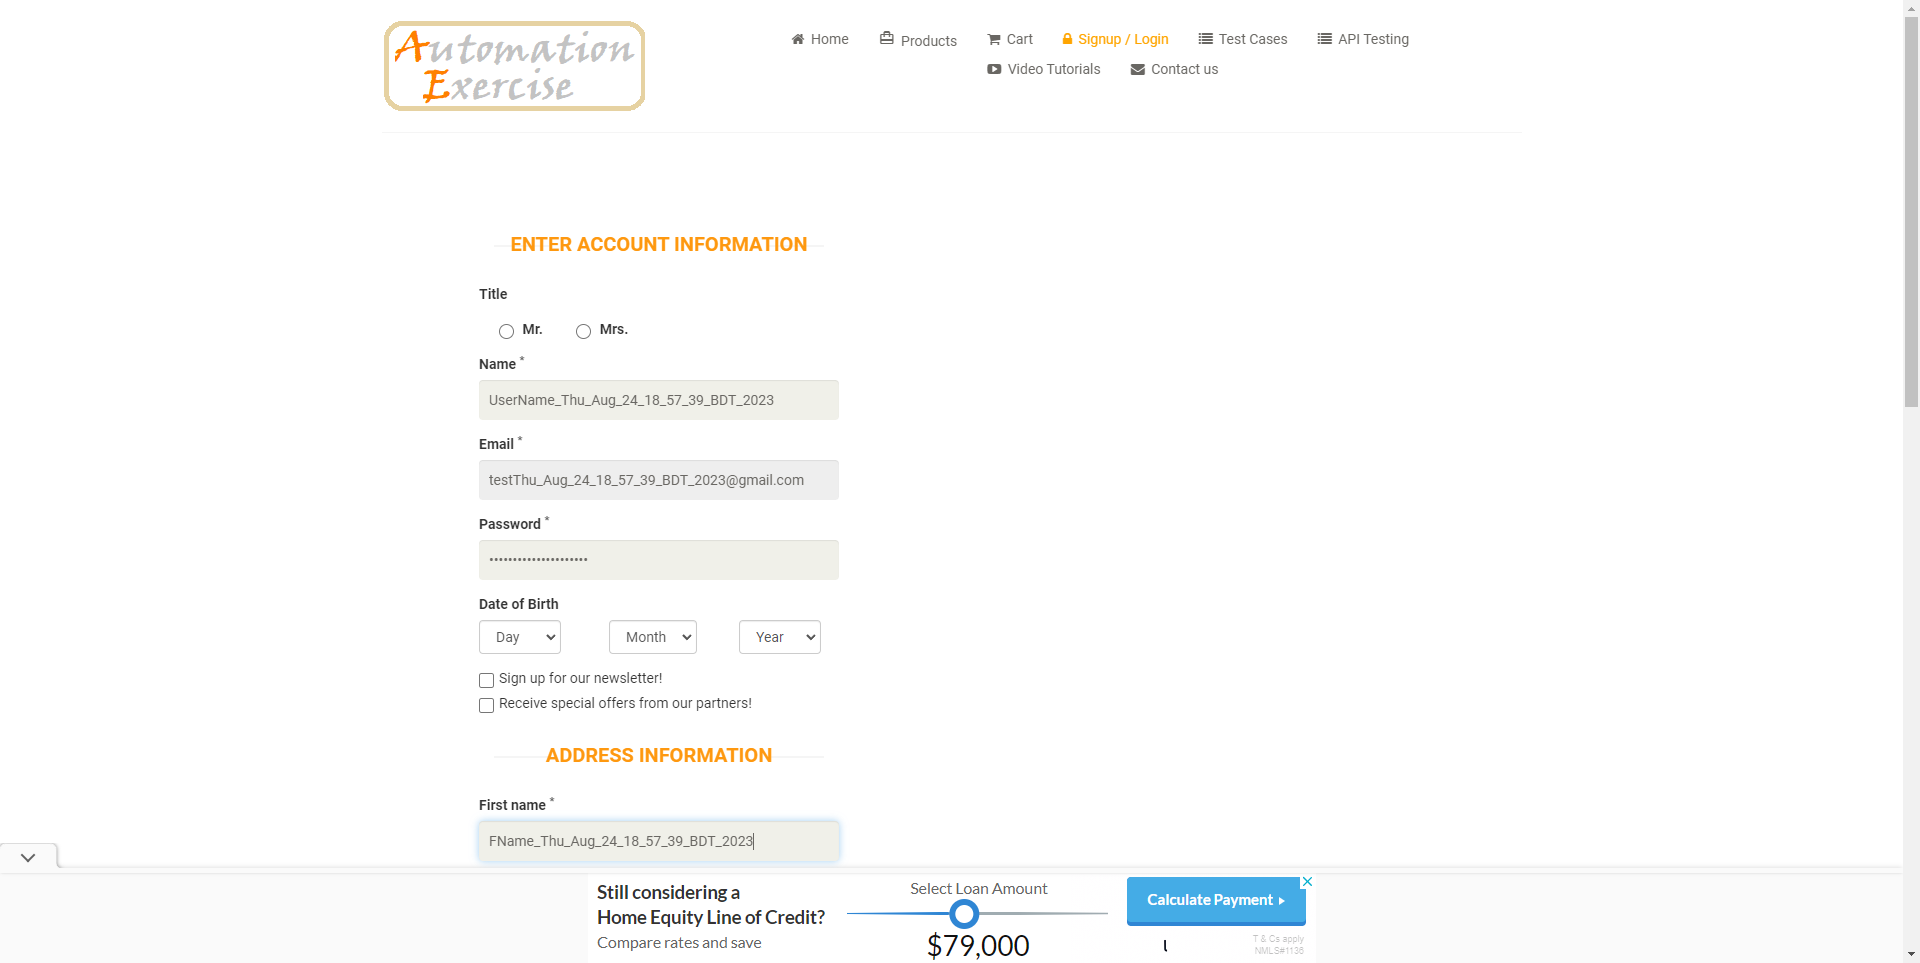 Automation
Exercise
Home
Products
Cart
Signup / Login
Test Cases
API Testing
Video Tutorials
Contact us
ENTER ACCOUNT INFORMATION
Title
Mr.
Mrs.
Name *
UserName_Thu_Aug_24_18_57_39_BDT_2023
Email *
testThu_Aug_24_18_57_39_BDT_2023@gmail.com
Password *
•••••••••••••••••••••
Date of Birth
Day
Month
Year
Sign up for our newsletter!
Receive special offers from our partners!
ADDRESS INFORMATION
First name *
FName_Thu_Aug_24_18_57_39_BDT_2023
Still considering a
Home Equity Line of Credit?
Compare rates and save
Select Loan Amount
$79,000
Calculate Payment
T & Cs apply
NMLS#1136